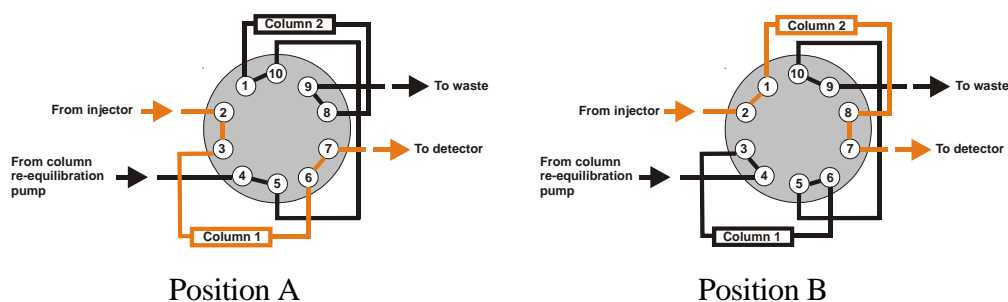 Column 2
1
10
9
8
2
3
7
4
5
6
From injector
To waste
To detector
From column
re-equilibration
pump
Column 1
Position A
Column 2
1
10
9
8
2
3
7
4
5
6
From injector
To waste
To detector
From column
re-equilibration
pump
Column 1
Position B